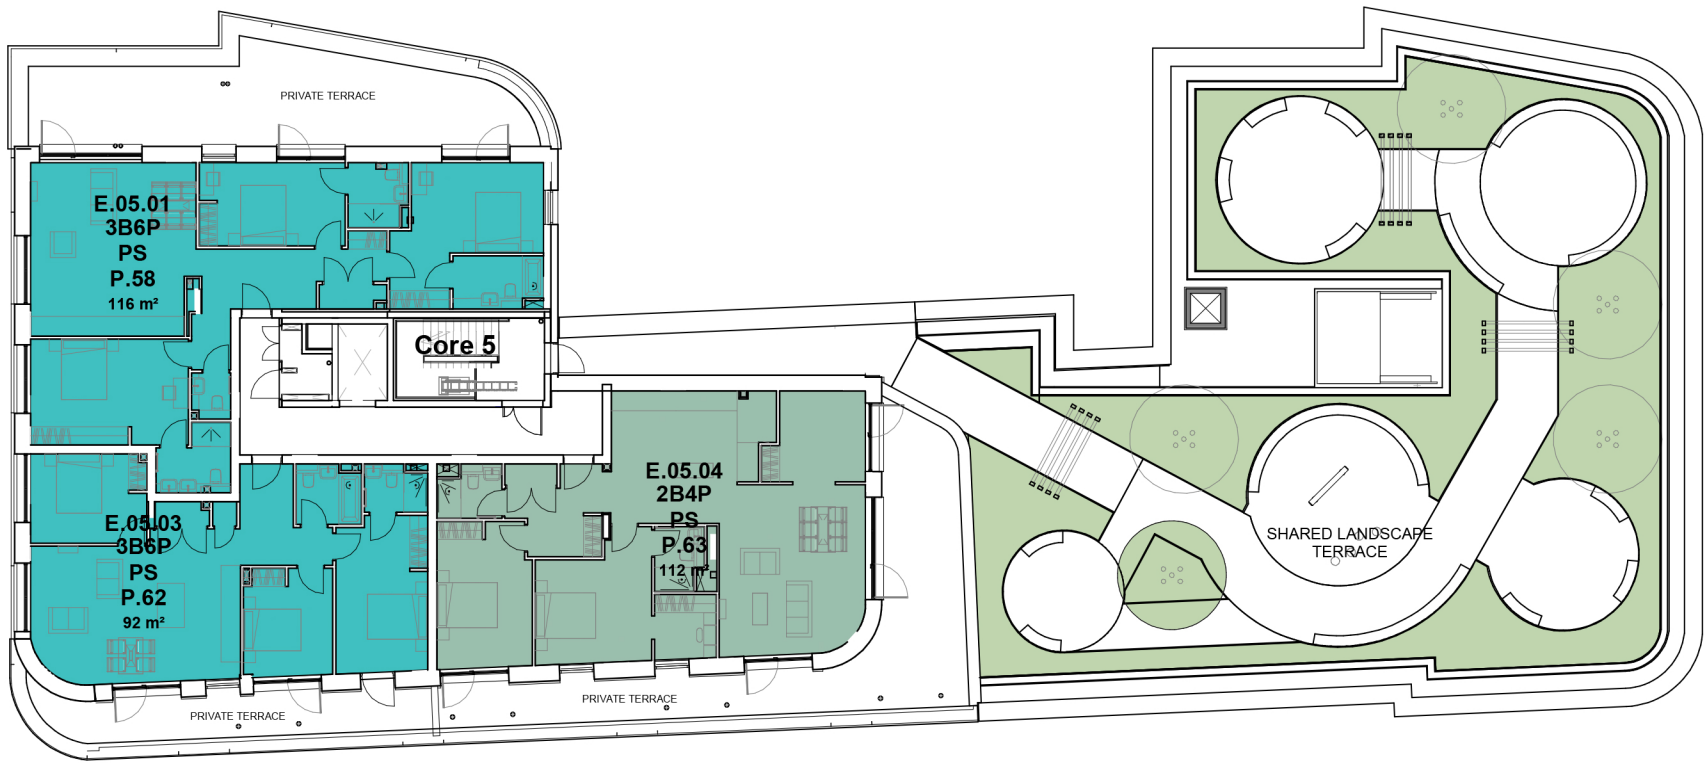 PRIVATE TERRACE
E.05.01
3B6P
PS
P.58
116 m²
Core 5
E.05.04
2B4P
PS
P.63
112 m²
E.05.03
3B6P
PS
P.62
92 m²
SHARED LANDSCAPE
TERRACE
PRIVATE TERRACE
PRIVATE TERRACE